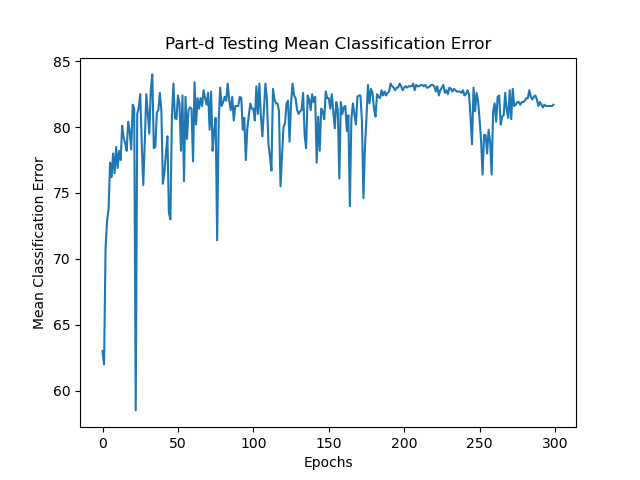 Part-d Testing Mean Classification Error
85
80
75
70
65
60
Mean Classification Error
0 50 100 150 200 250 300
Epochs